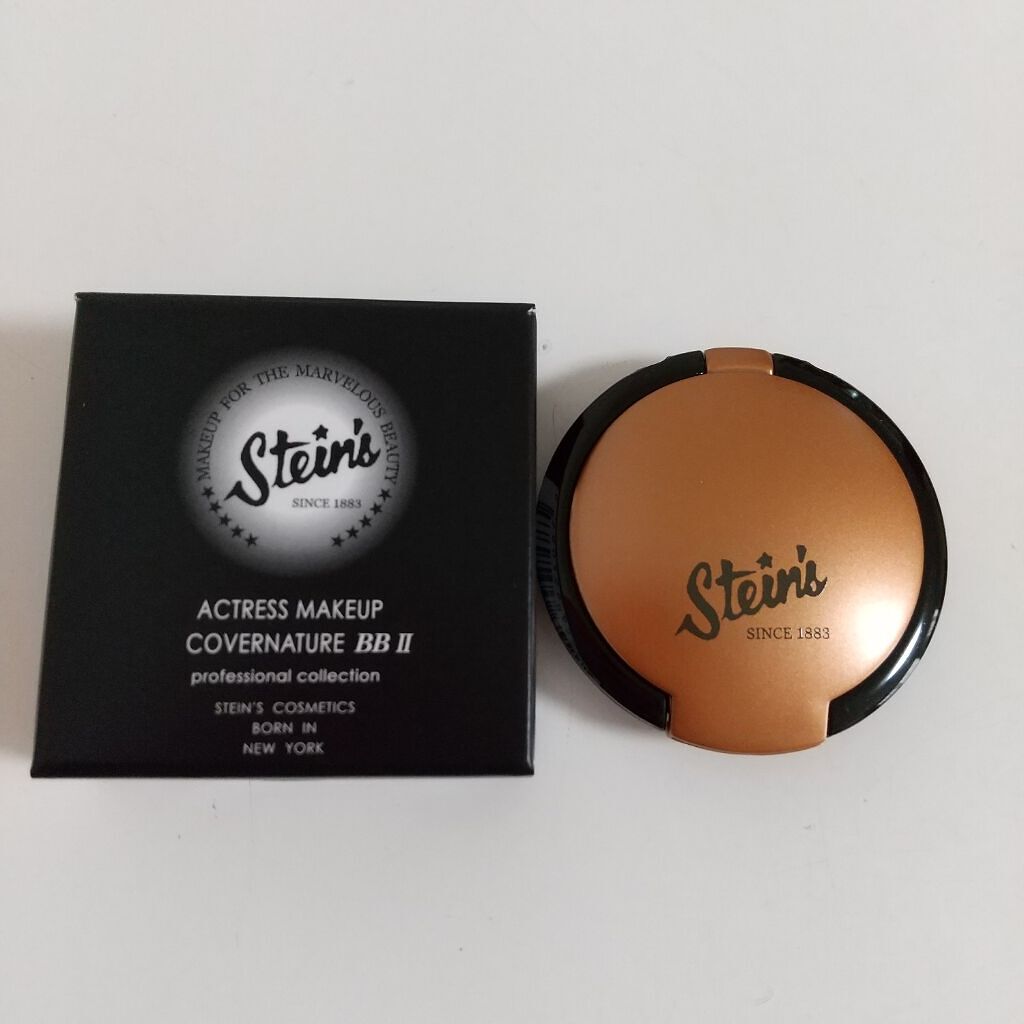 MAKEUP FOR THE MARVELOUS BEAUTY
Stein's
SINCE 1883
ACTRESS MAKEUP
COVERNATURE BB II
professional collection
STEIN'S COSMETICS
BORN IN
NEW YORK
Stein's
SINCE 1883